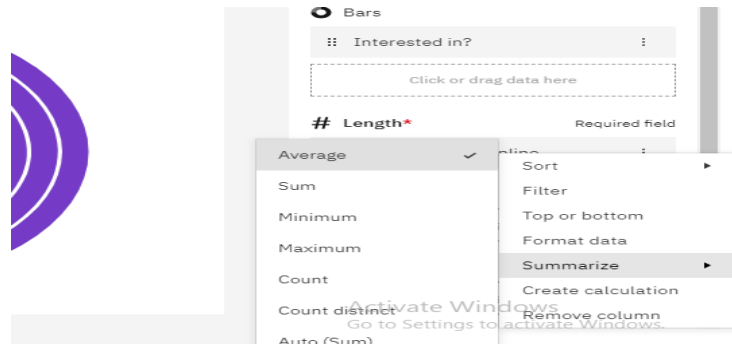 Bars
Interested in?
Click or drag data here
# Length*
Required field
Average
Sum
Minimum
Maximum
Count
Count distinct
Auto (Sum)
Sort
Filter
Top or bottom
Format data
Summarize
Create calculation
Remove column
Activate Windows
Go to Settings to activate Windows.